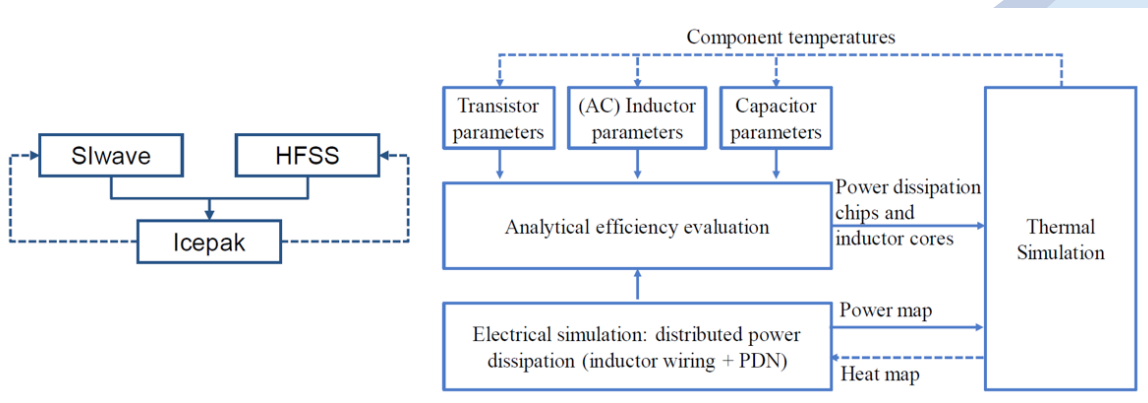 SIwave
HFSS
Icepak
Component temperatures
Transistor
parameters
(AC) Inductor
parameters
Capacitor
parameters
Analytical efficiency evaluation
Power dissipation
chips and
inductor cores
Thermal
Simulation
Electrical simulation: distributed power
dissipation (inductor wiring + PDN)
Power map
Heat map